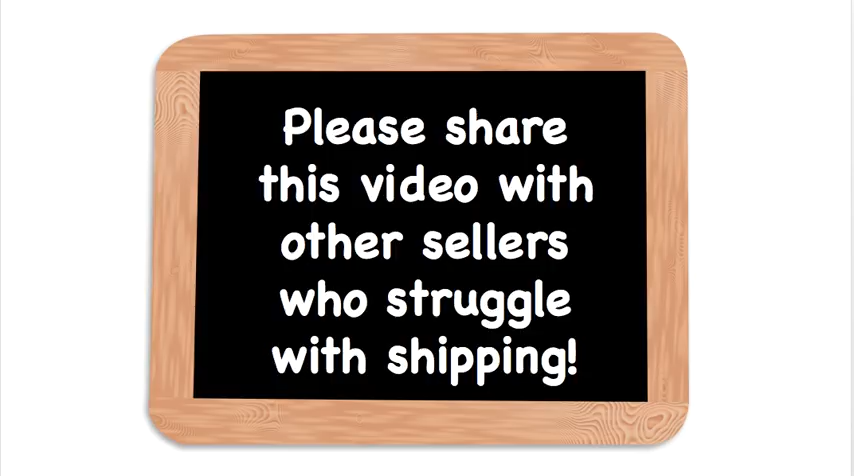 Please share
this video with
other sellers
who struggle
with shipping!